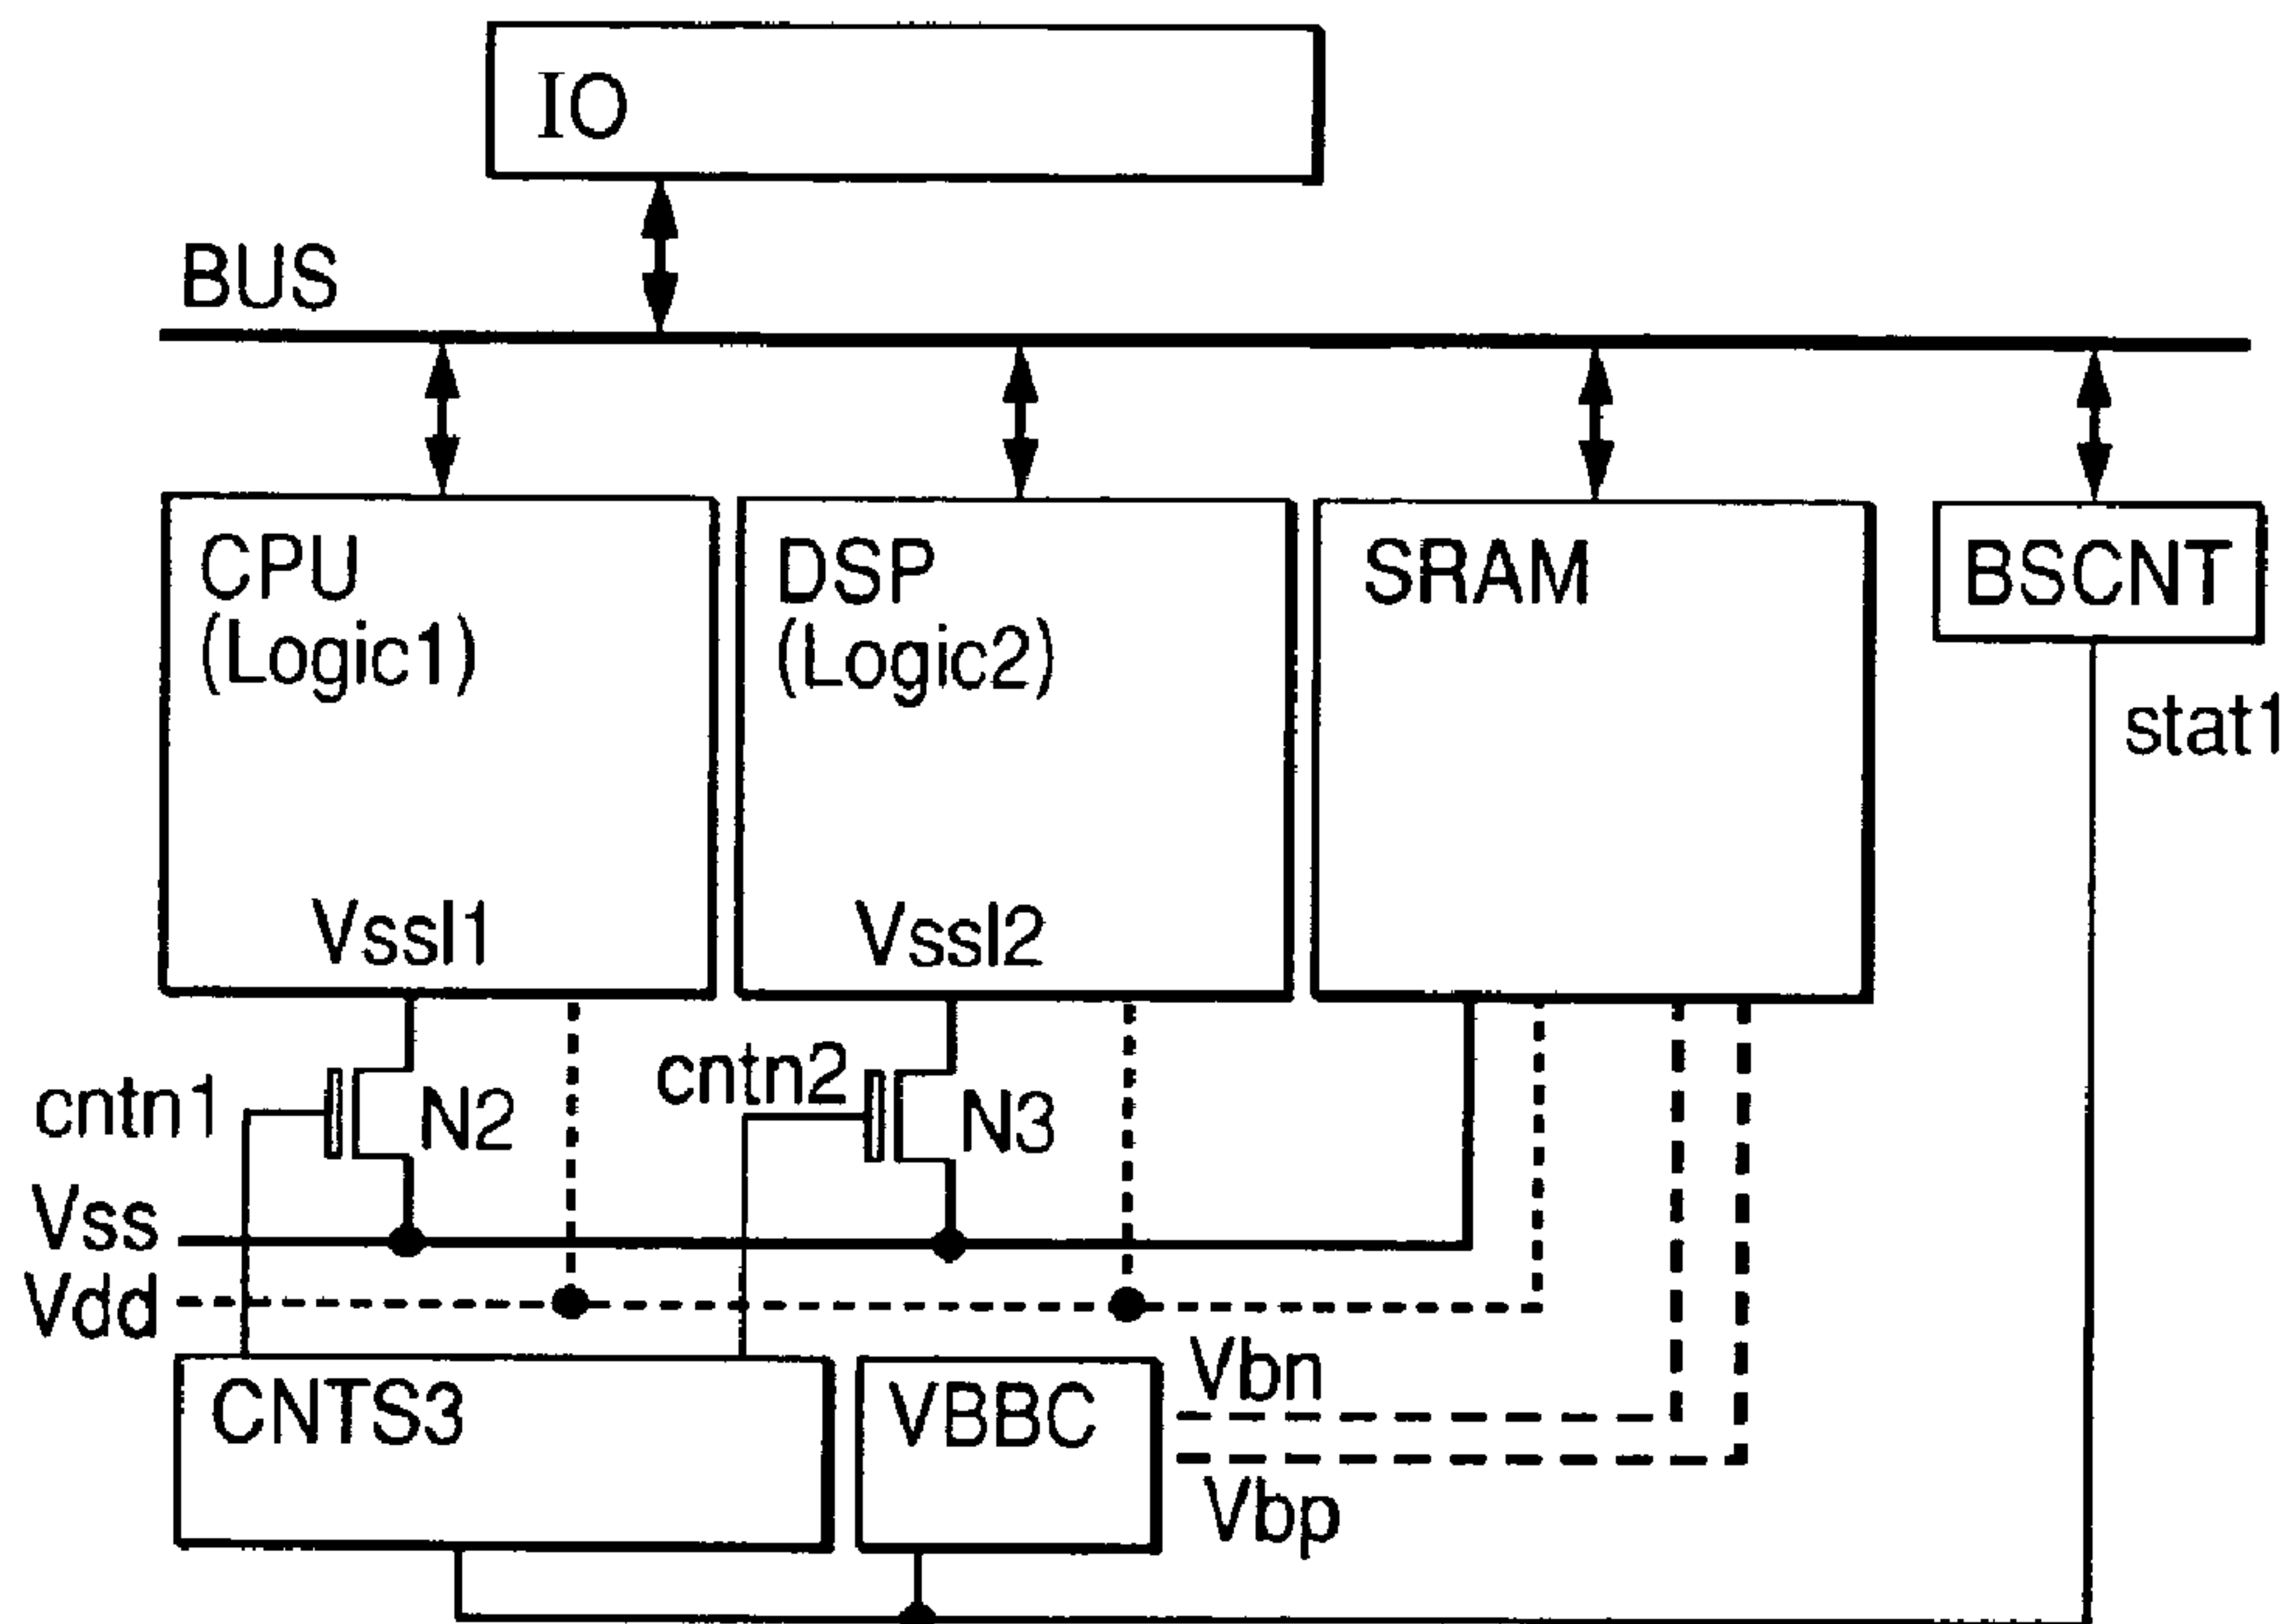 IO
BUS
CPU
(Logic1)
DSP
(Logic2)
SRAM
BSCNT
stat1
Vssl1
Vssl2
cntn1
N2
cntn2
N3
Vss
Vdd
CNTS3
VBBC
Vbn
Vbp